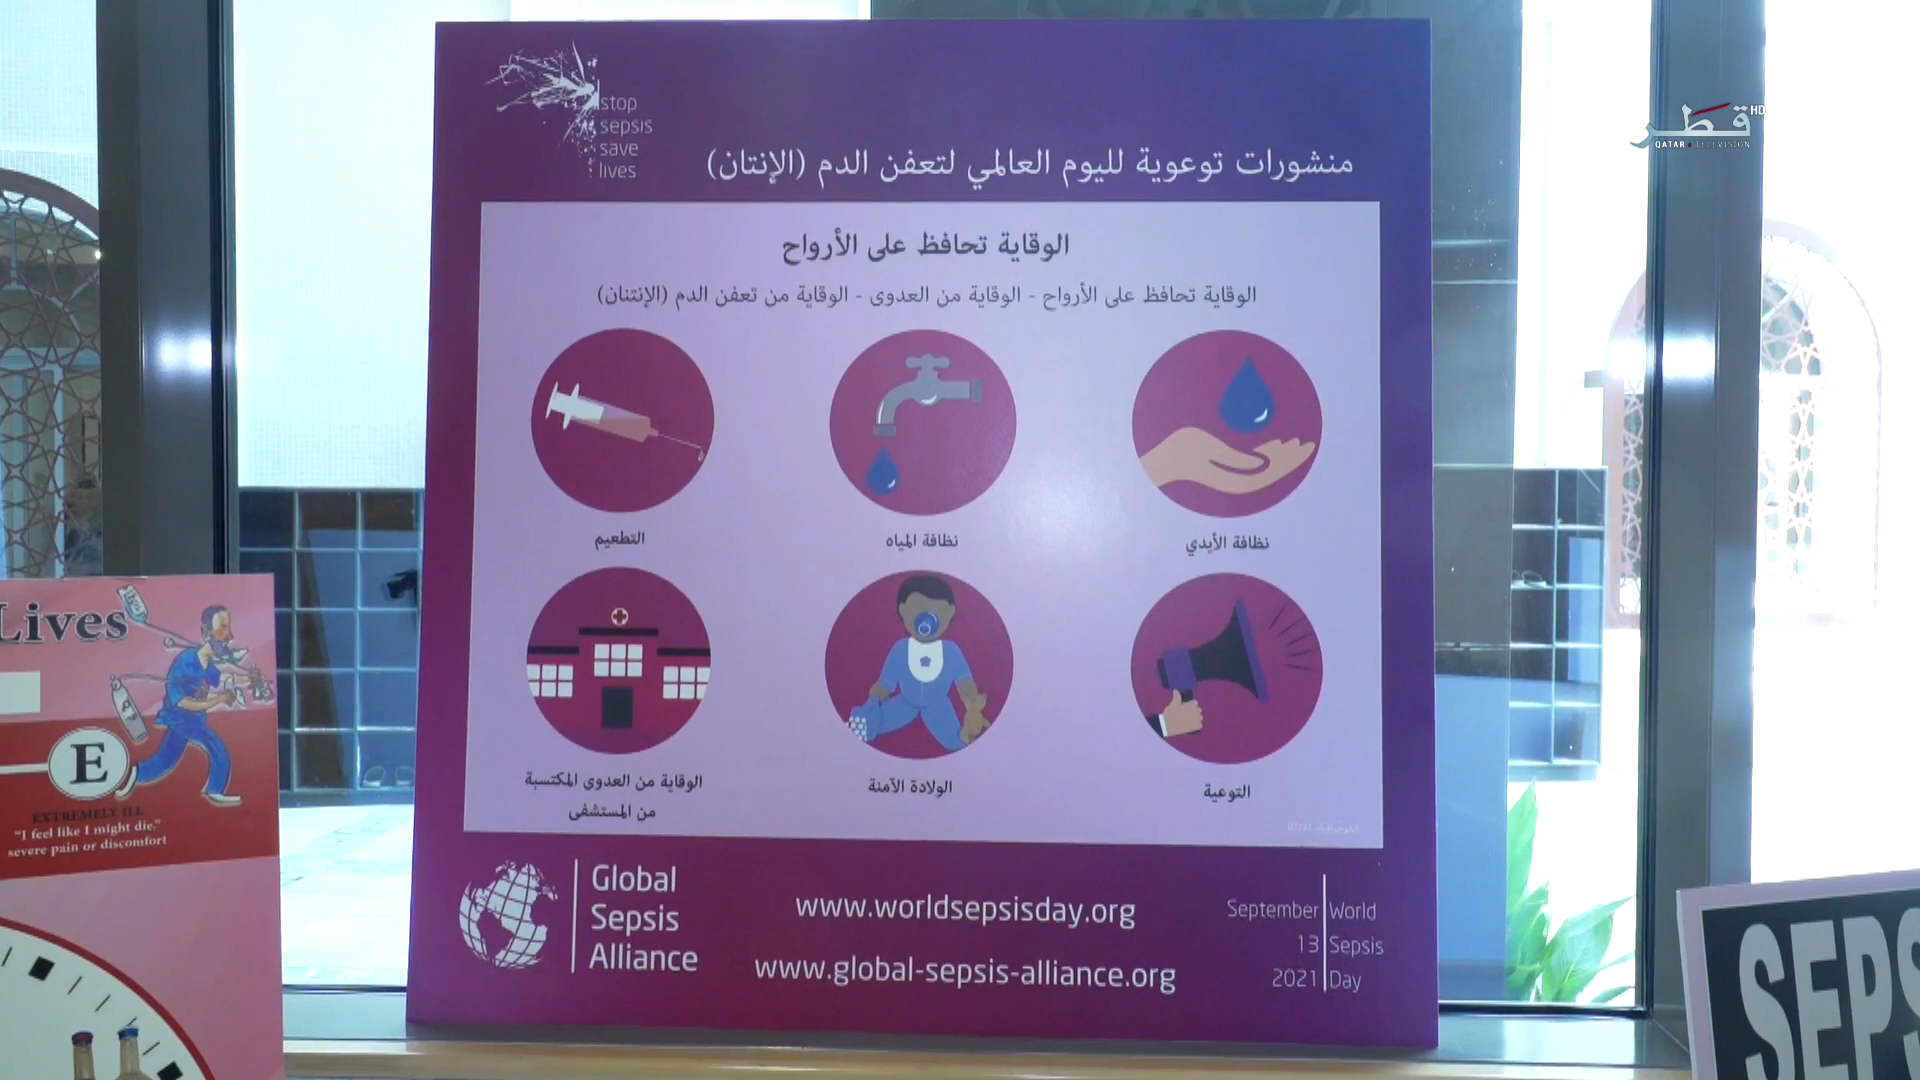 stop
sepsis
save
lives
منشورات توعوية لليوم العالمي لتعفن الدم (الإنتان)
الوقاية تحافظ على الأرواح
الوقاية تحافظ على الأرواح - الوقاية من العدوى - الوقاية من تعفن الدم (الإنتنان)
نظافة الأيدي
نظافة المياه
التطعيم
التوعية
الولادة الآمنة
الوقاية من العدوى المكتسبة
من المستشفى
Global
Sepsis
Alliance
www.worldsepsisday.org
www.global-sepsis-alliance.org
September World
13 Sepsis
2021 Day
Lives
E
EXTREMELY ILL
"I feel like I might die."
severe pain or discomfort
SEPS
قطر HD
QATAR TELEVISION